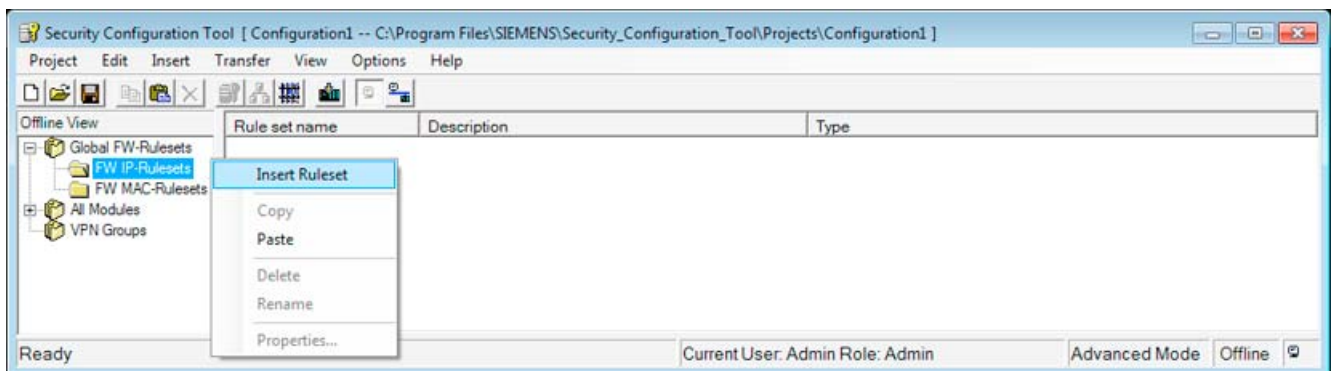 Security Configuration Tool [ Configuration1 -- C:\Program Files\SIEMENS\Security_Configuration_Tool\Projects\Configuration1 ]
Project Edit Insert Transfer View Options Help
Offline View
Rule set name Description Type
Global FW-Rulesets
FW IP-Rulesets
FW MAC-Rulesets
All Modules
VPN Groups
Insert Ruleset
Copy
Paste
Delete
Rename
Properties...
Ready Current User: Admin Role: Admin Advanced Mode Offline